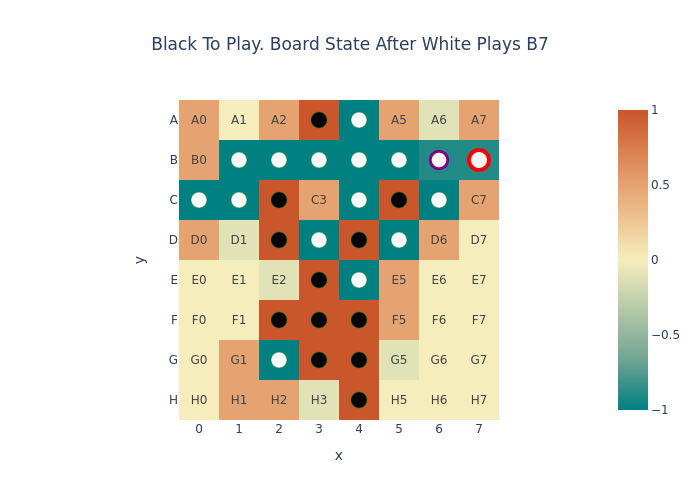 Black To Play. Board State After White Plays B7
A A0 A1 A2 A5 A6 A7
B B0
C C3 C7
D D0 D1 D6 D7
E E0 E1 E2 E5 E6 E7
F F0 F1 F5 F6 F7
G G0 G1 G5 G6 G7
H H0 H1 H2 H3 H5 H6 H7
0 1 2 3 4 5 6 7
x
y
1
0.5
0
−0.5
−1